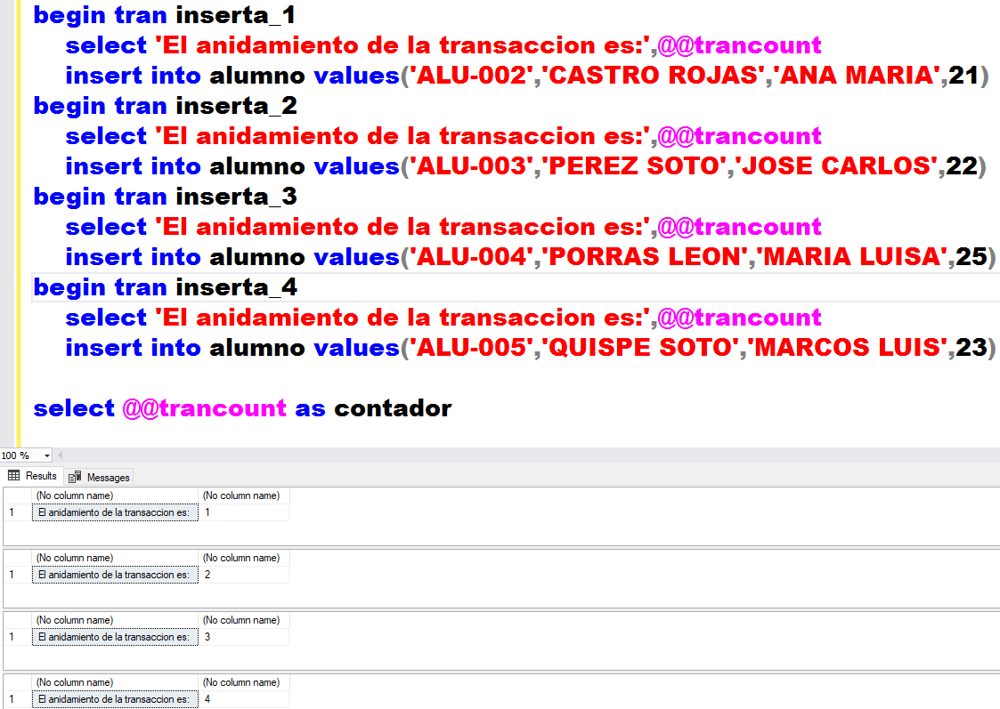 begin tran inserta_1
select 'El anidamiento de la transaccion es:',@@trancount
insert into alumno values('ALU-002','CASTRO ROJAS','ANA MARIA',21)
begin tran inserta_2
select 'El anidamiento de la transaccion es:',@@trancount
insert into alumno values('ALU-003','PEREZ SOTO','JOSE CARLOS',22)
begin tran inserta_3
select 'El anidamiento de la transaccion es:',@@trancount
insert into alumno values('ALU-004','PORRAS LEON','MARIA LUISA',25)
begin tran inserta_4
select 'El anidamiento de la transaccion es:',@@trancount
insert into alumno values('ALU-005','QUISPE SOTO','MARCOS LUIS',23)
select @@trancount as contador
100 %
Results Messages
(No column name) (No column name)
1 El anidamiento de la transaccion es: 1
(No column name) (No column name)
1 El anidamiento de la transaccion es: 2
(No column name) (No column name)
1 El anidamiento de la transaccion es: 3
(No column name) (No column name)
1 El anidamiento de la transaccion es: 4